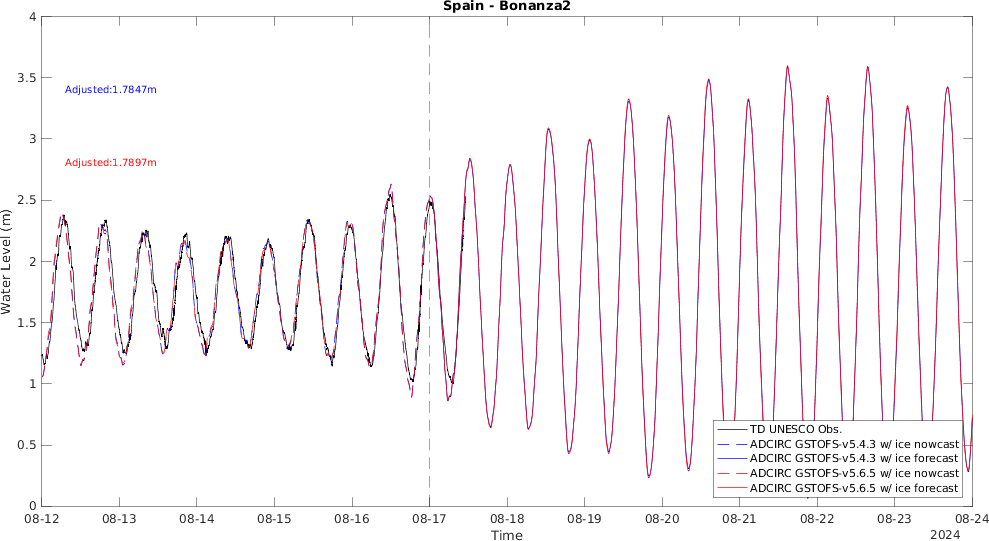 Spain - Bonanza2
Water Level (m)
4
3.5
3
2.5
2
1.5
1
0.5
0
Adjusted:1.7847m
Adjusted:1.7897m
TD UNESCO Obs.
ADCIRC GSTOFS-v5.4.3 w/ ice nowcast
ADCIRC GSTOFS-v5.4.3 w/ ice forecast
ADCIRC GSTOFS-v5.6.5 w/ ice nowcast
ADCIRC GSTOFS-v5.6.5 w/ ice forecast
08-12 08-13 08-14 08-15 08-16 08-17 08-18 08-19 08-20 08-21 08-22 08-23 08-24
Time
2024